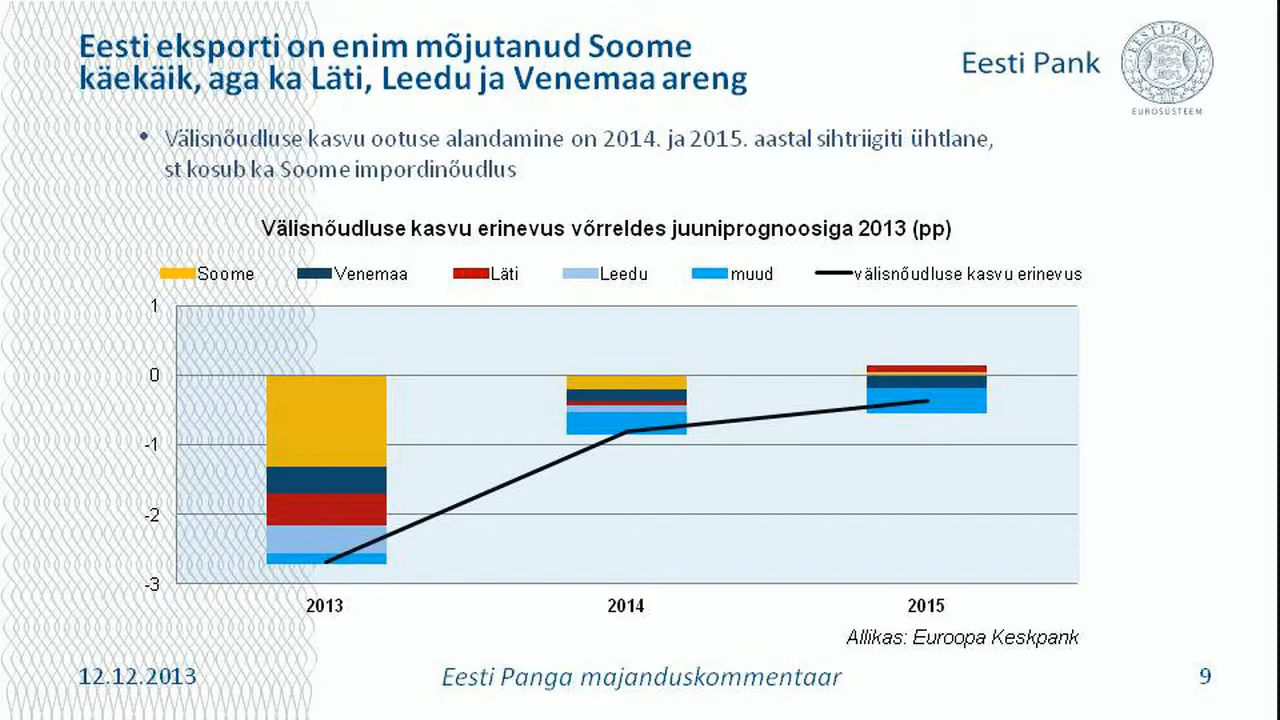 Eesti eksporti on enim mõjutanud Soome
käekäik, aga ka Läti, Leedu ja Venemaa areng
Eesti Pank
EESTI·PANK
EUROSÜSTEEM
• Välisnõudluse kasvu ootuse alandamine on 2014. ja 2015. aastal sihtriigiti ühtlane,
st kosub ka Soome impordinõudlus
Välisnõudluse kasvu erinevus võrreldes juuniprognoosiga 2013 (pp)
Soome Venemaa Läti Leedu muud välisnõudluse kasvu erinevus
1
0
-1
-2
-3
2013 2014 2015
Allikas: Euroopa Keskpank
12.12.2013 Eesti Panga majanduskommentaar 9